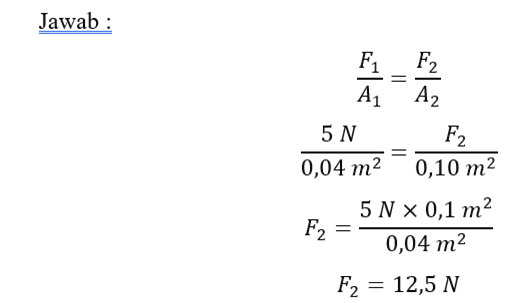 Jawab :
F₁/A₁ = F₂/A₂
5 N/0,04 m² = F₂/0,10 m²
F₂ = 5 N × 0,1 m²/0,04 m²
F₂ = 12,5 N